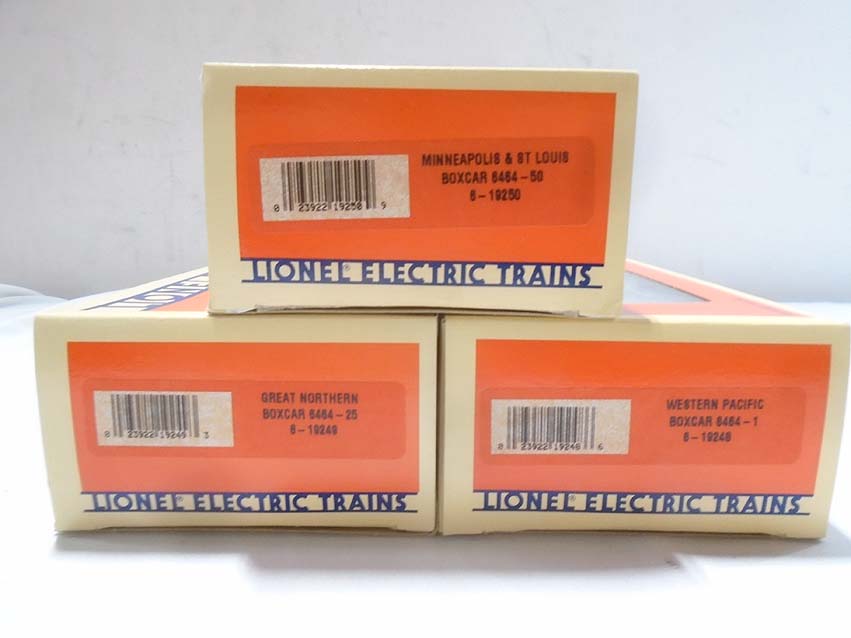 MINNEAPOLIS & ST LOUIS
BOXCAR 6464-50
6-19250
0 23922 19250 9
LIONEL® ELECTRIC TRAINS
LIONEL
GREAT NORTHERN
BOXCAR 6464-25
6-19249
0 23922 19249 3
LIONEL® ELECTRIC TRAINS
WESTERN PACIFIC
BOXCAR 6464-1
6-19248
0 23922 19248 6
LIONEL® ELECTRIC TRAINS